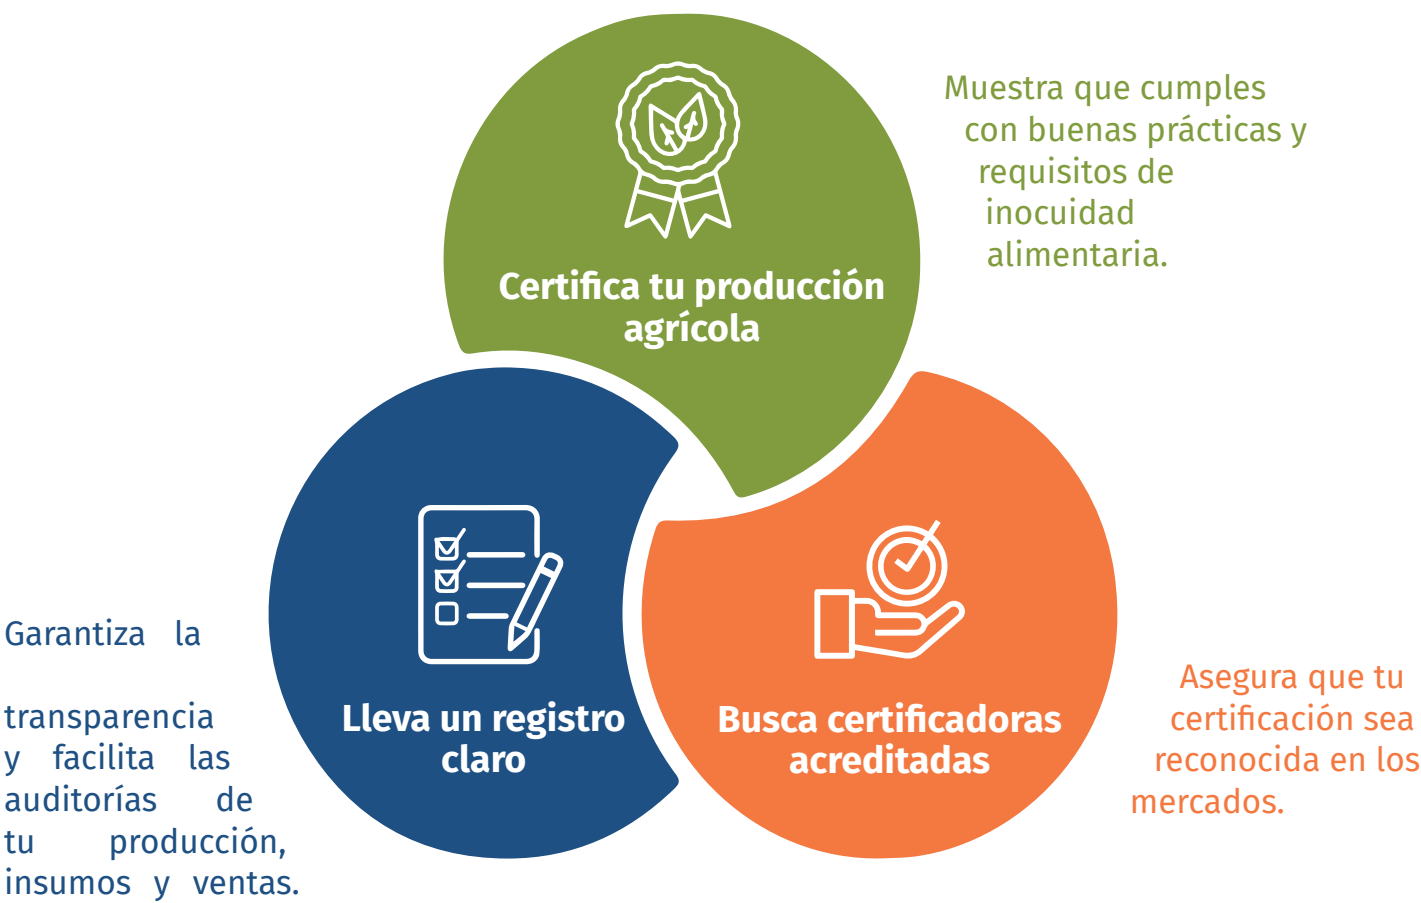 Certifica tu producción
agrícola
Muestra que cumples
con buenas prácticas y
requisitos de
inocuidad
alimentaria.
Lleva un registro
claro
Garantiza la
transparencia
y facilita las
auditorías de
tu producción,
insumos y ventas.
Busca certificadoras
acreditadas
Asegura que tu
certificación sea
reconocida en los
mercados.